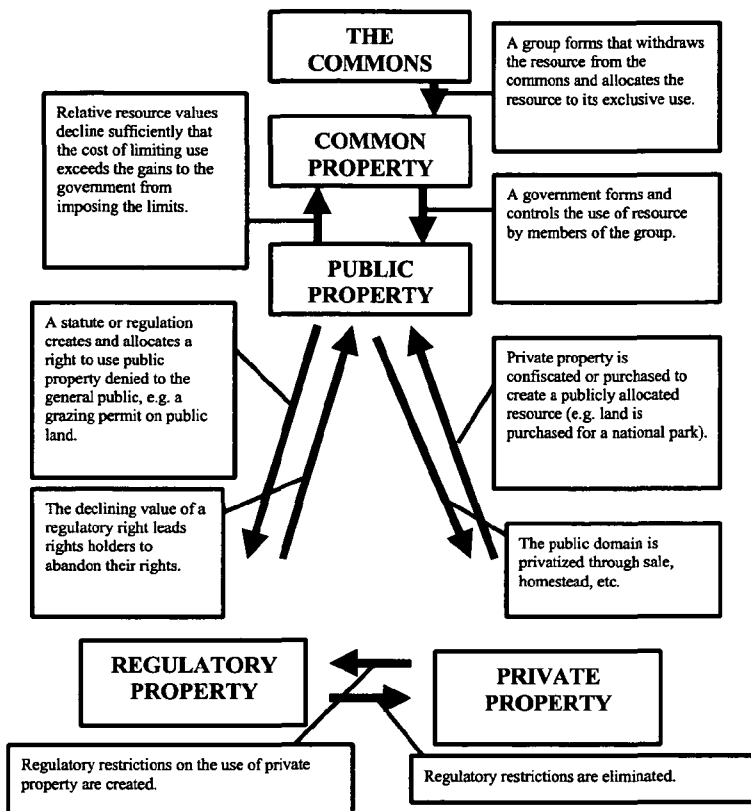 THE
COMMONS
A group forms that withdraws
the resource from the
commons and allocates the
resource to its exclusive use.
Relative resource values
decline sufficiently that
the cost of limiting use
exceeds the gains to the
government from
imposing the limits.
COMMON
PROPERTY
A government forms and
controls the use of resource
by members of the group.
PUBLIC
PROPERTY
A statute or regulation
creates and allocates a
right to use public
property denied to the
general public, e.g. a
grazing permit on public
land.
Private property is
confiscated or purchased to
create a publicly allocated
resource (e.g. land is
purchased for a national park).
The declining value of a
regulatory right leads
rights holders to
abandon their rights.
The public domain is
privatized through sale,
homestead, etc.
REGULATORY
PROPERTY
PRIVATE
PROPERTY
Regulatory restrictions on the use of private
property are created.
Regulatory restrictions are eliminated.